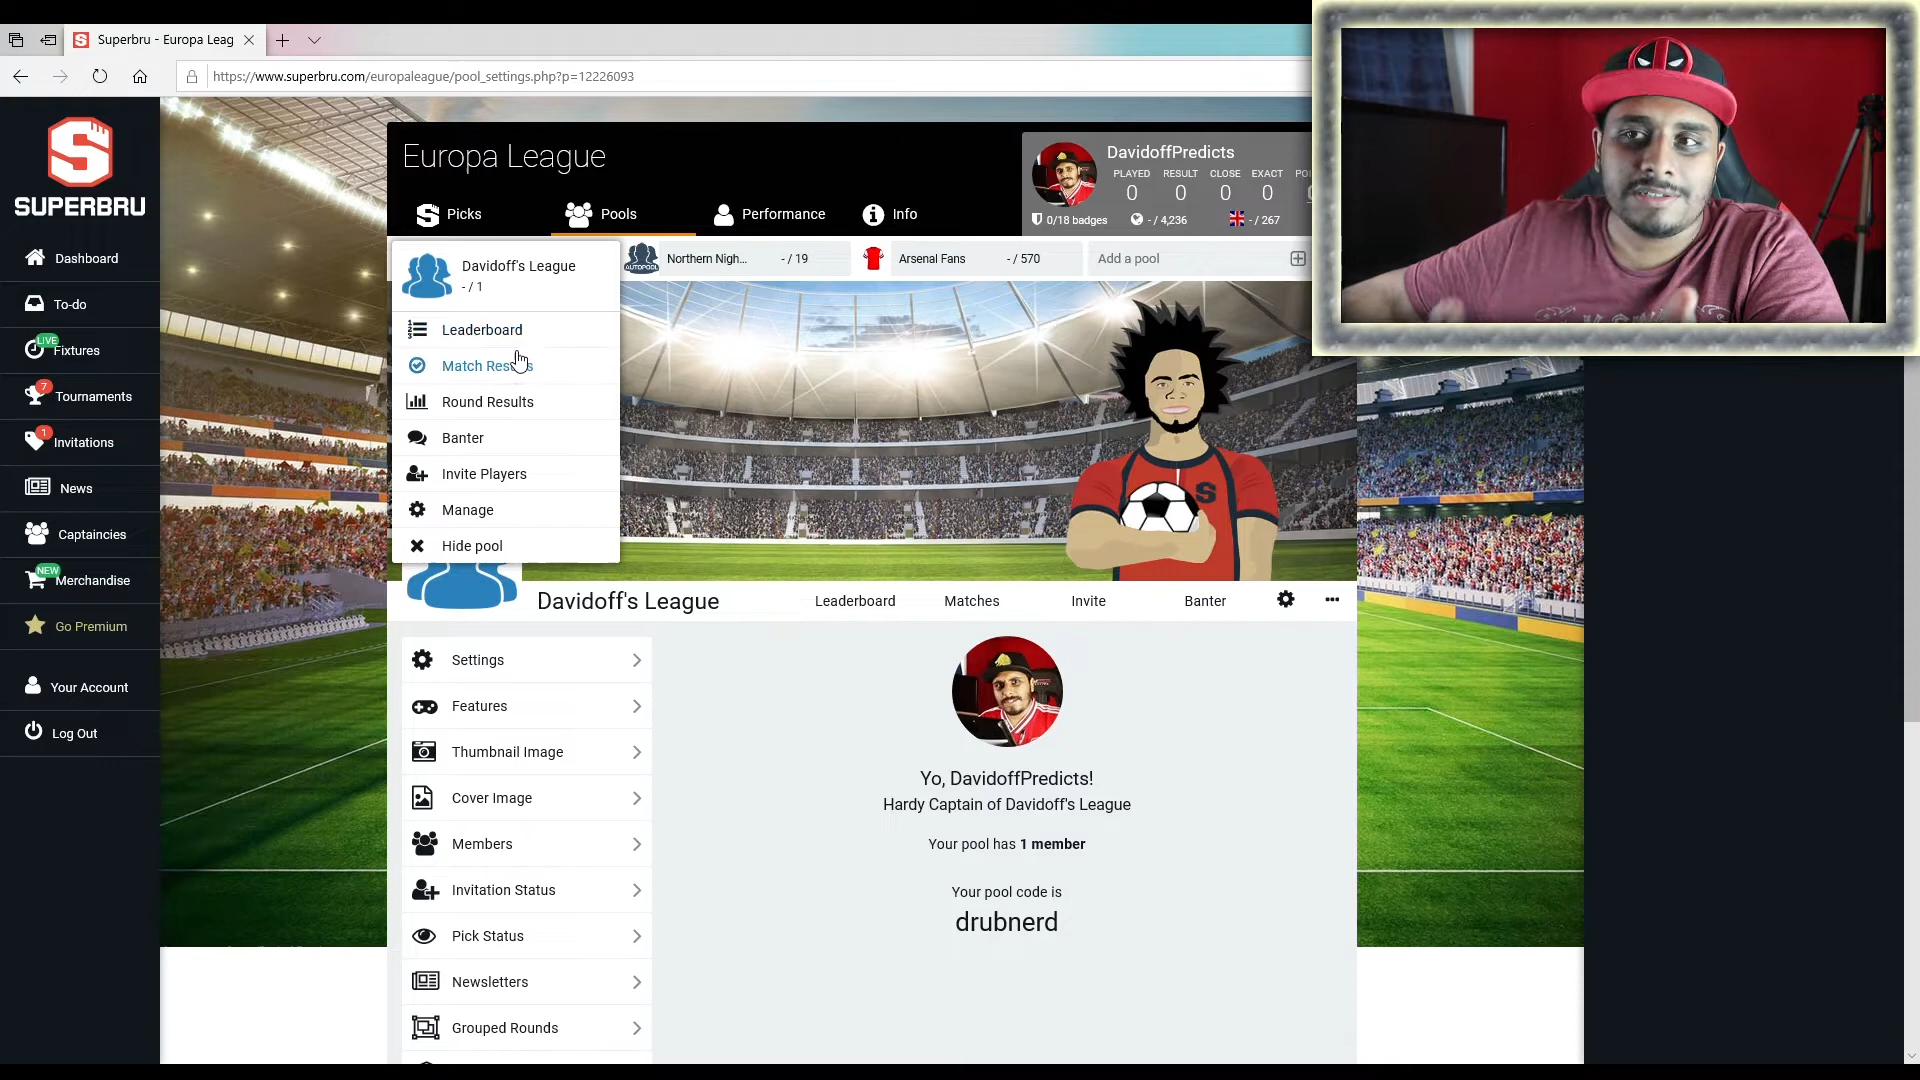 Superbru - Europa Leag
https://www.superbru.com/europaleague/pool_settings.php?p=12226093
SUPERBRU
Dashboard
To-do
LIVE
Fixtures
7
Tournaments
1
Invitations
News
Captaincies
NEW
Merchandise
Go Premium
Your Account
Log Out
Europa League
Picks
Pools
Performance
Info
DavidoffPredicts
PLAYED RESULT CLOSE EXACT POI
0 0 0 0
0/18 badges - / 4,236 - / 267
Davidoff's League
- / 1
AUTOPOOL
Northern Nigh... - / 19
Arsenal Fans - / 570
Add a pool
Leaderboard
Match Results
Round Results
Banter
Invite Players
Manage
Hide pool
Davidoff's League
Leaderboard
Matches
Invite
Banter
Settings
Features
Thumbnail Image
Cover Image
Members
Invitation Status
Pick Status
Newsletters
Grouped Rounds
Yo, DavidoffPredicts!
Hardy Captain of Davidoff's League
Your pool has 1 member
Your pool code is
drubnerd